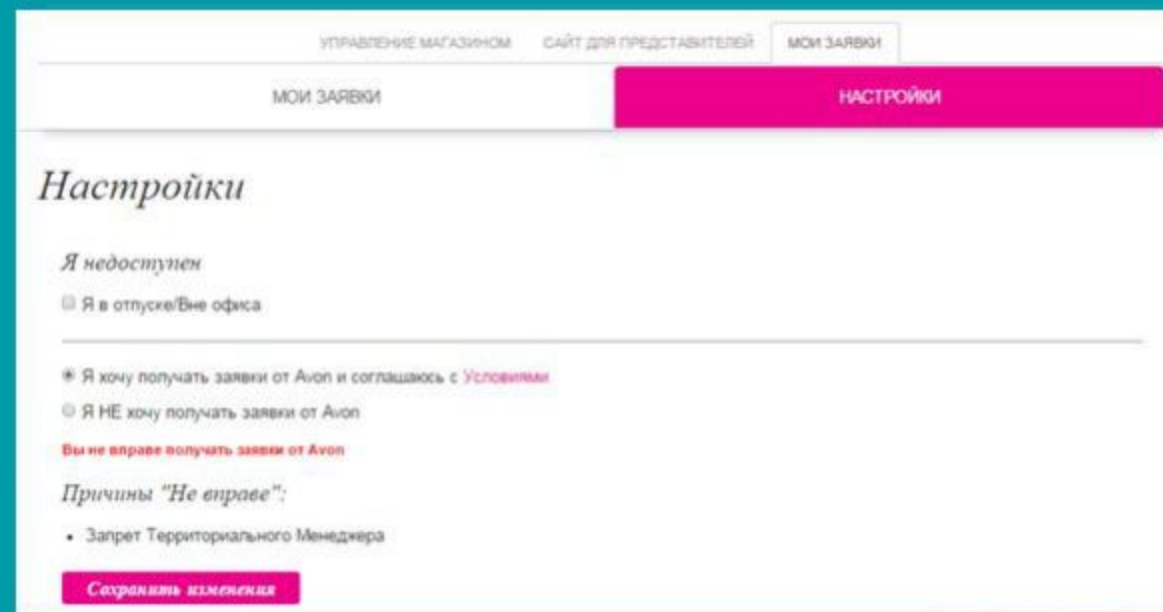 УПРАВЛЕНИЕ МАГАЗИНОМ САЙТ ДЛЯ ПРЕДСТАВИТЕЛЕЙ МОИ ЗАЯВКИ
МОИ ЗАЯВКИ НАСТРОЙКИ
Настройки
Я недоступен
Я в отпуске/Вне офиса
Я хочу получать заявки от Avon и соглашаюсь с Условиями
Я НЕ хочу получать заявки от Avon
Вы не вправе получать заявки от Avon
Причины "Не вправе":
• Запрет Территориального Менеджера
Сохранить изменения